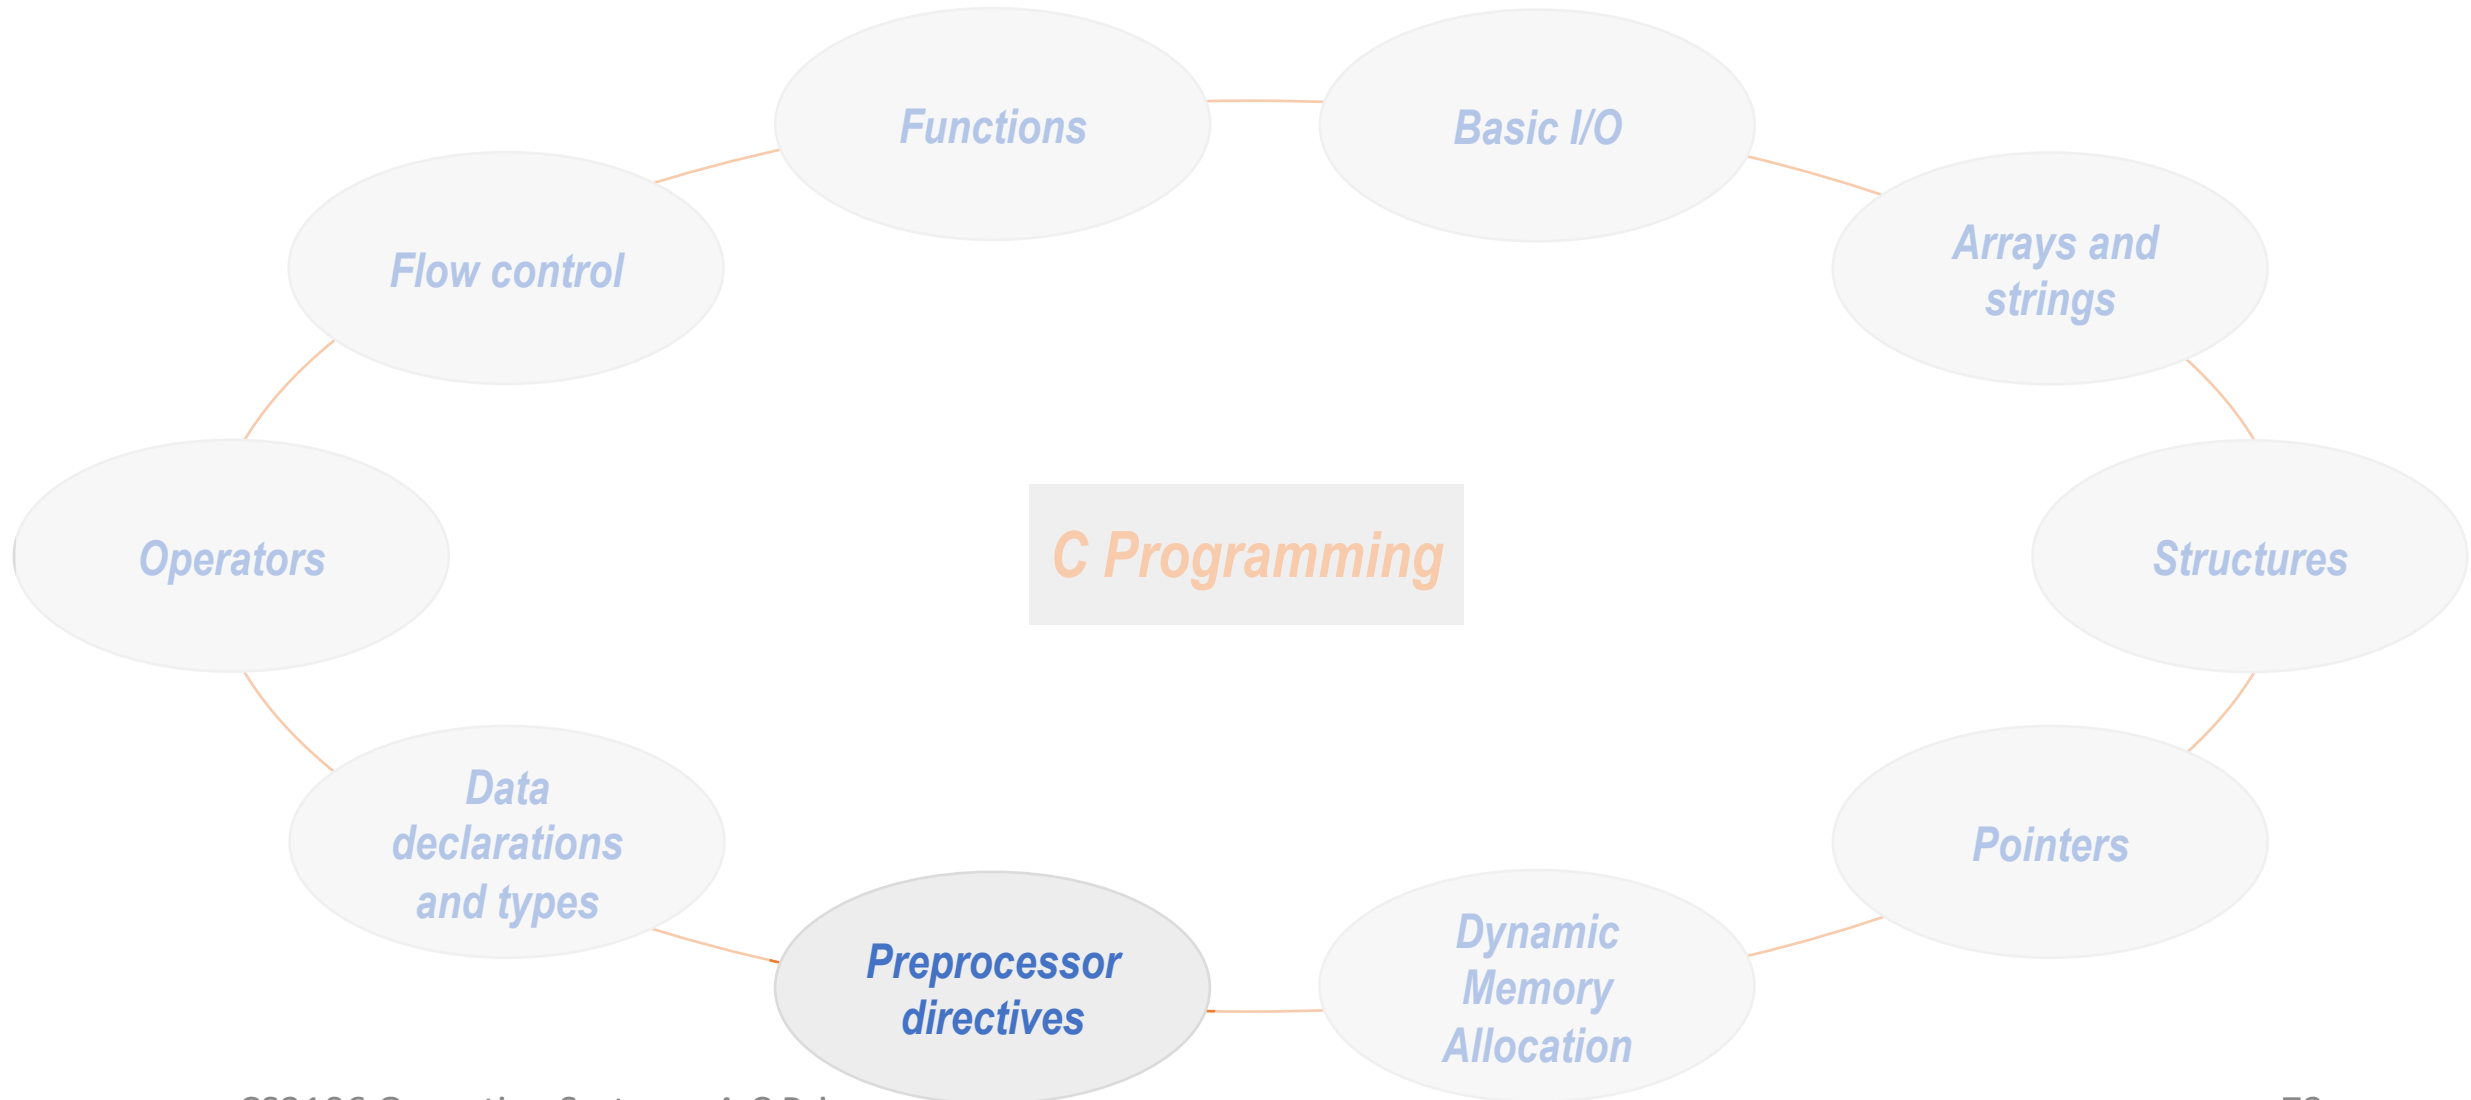 Functions
Basic I/O
Flow control
Arrays and
strings
Operators
C Programming
Structures
Data
declarations
and types
Pointers
Preprocessor
directives
Dynamic
Memory
Allocation